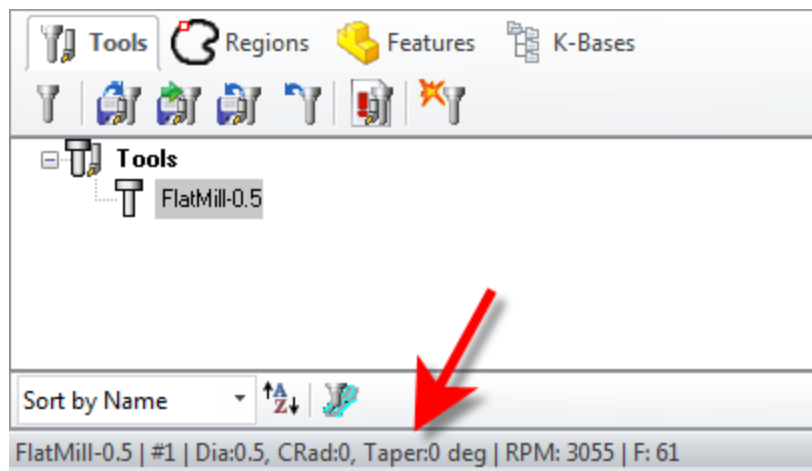 Tools Regions Features K-Bases
Tools
FlatMill-0.5
Sort by Name A Z
FlatMill-0.5 | #1 | Dia:0.5, CRad:0, Taper:0 deg | RPM: 3055 | F: 61